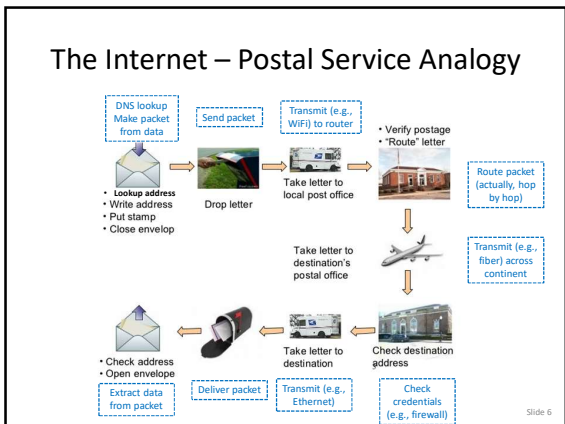 The Internet – Postal Service Analogy
DNS lookup
Make packet
from data
Send packet
Transmit (e.g.,
WiFi) to router
• Verify postage
• “Route” letter
• Lookup address
• Write address
• Put stamp
• Close envelop
Drop letter
Take letter to
local post office
Route packet
(actually, hop
by hop)
Take letter to
destination's
postal office
Transmit (e.g.,
fiber) across
continent
• Check address
• Open envelope
Take letter to
destination
Check destination
address
Extract data
from packet
Deliver packet
Transmit (e.g.,
Ethernet)
Check
credentials
(e.g., firewall)
Slide 6